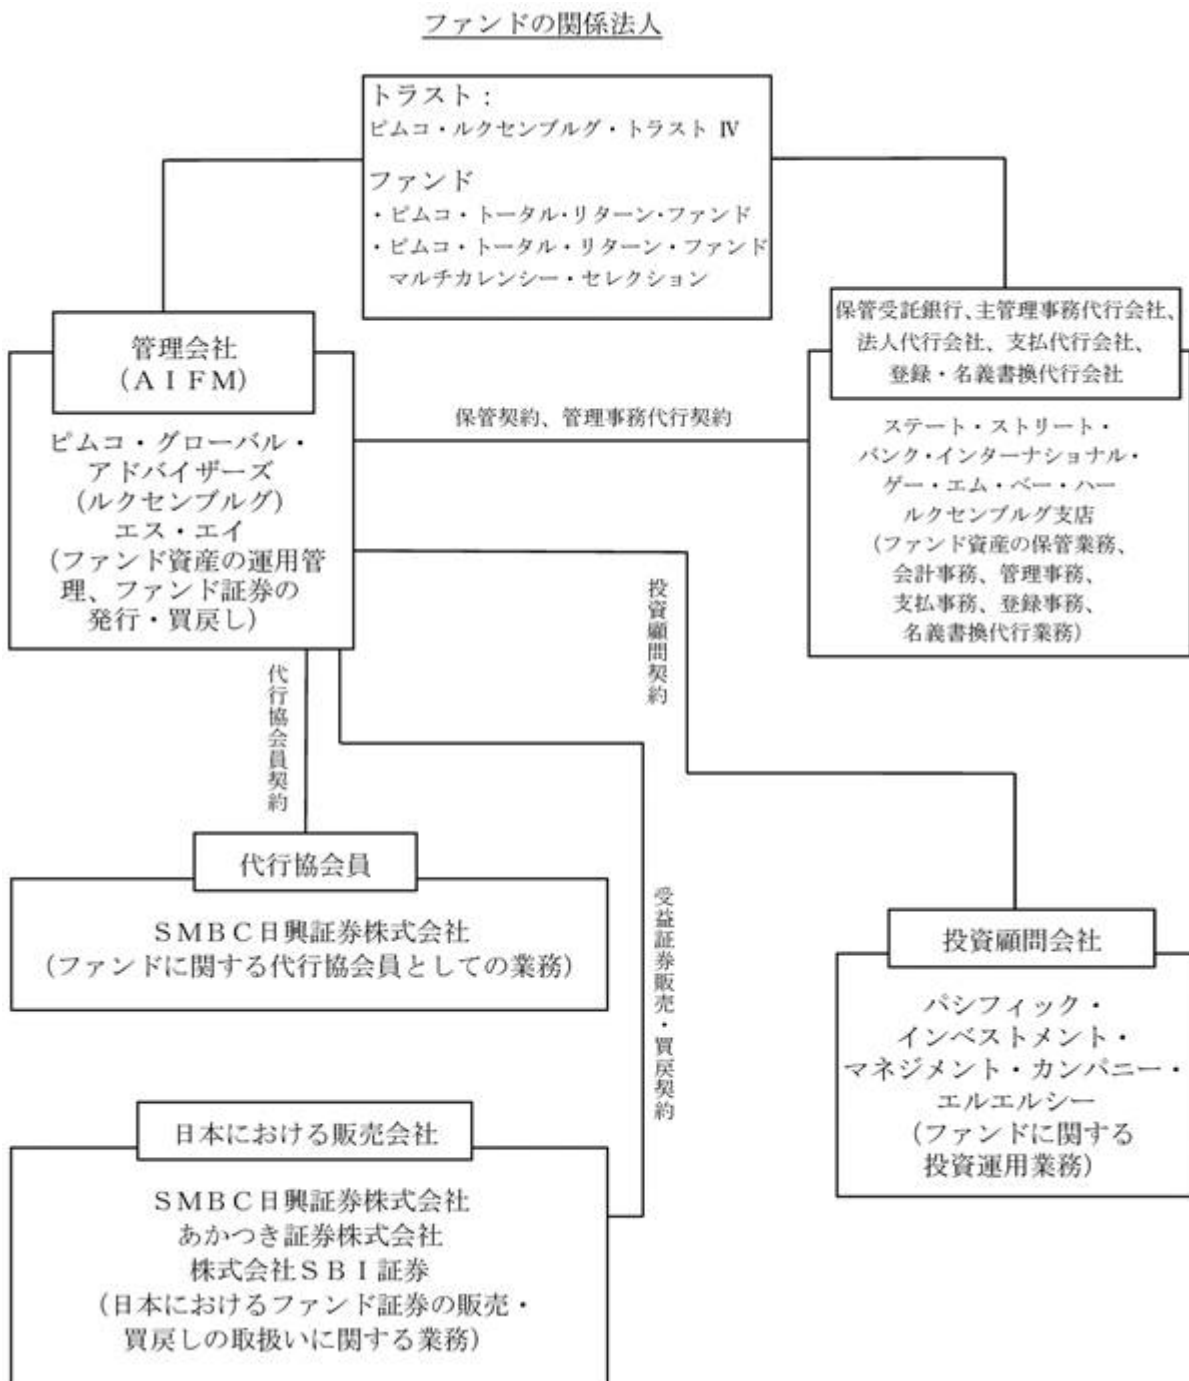 ファンドの関係法人
トラスト：
ピムコ・ルクセンブルグ・トラスト Ⅳ
ファンド
・ピムコ・トータル・リターン・ファンド
・ピムコ・トータル・リターン・ファンド
マルチカレンシー・セレクション
管理会社
（ＡＩＦＭ）
ピムコ・グローバル・
アドバイザーズ
（ルクセンブルグ）
エス・エイ
（ファンド資産の運用管
理、ファンド証券の
発行・買戻し）
保管契約、管理事務代行契約
保管受託銀行、主管理事務代行会社、
法人代行会社、支払代行会社、
登録・名義書換代行会社
ステート・ストリート・
バンク・インターナショナル・
ゲー・エム・ベー・ハー
ルクセンブルグ支店
（ファンド資産の保管業務、
会計事務、管理事務、
支払事務、登録事務、
名義書換代行業務）
代行協会員契約
投資顧問契約
受益証券販売・買戻契約
代行協会員
ＳＭＢＣ日興証券株式会社
（ファンドに関する代行協会員としての業務）
投資顧問会社
パシフィック・
インベストメント・
マネジメント・カンパニー・
エルエルシー
（ファンドに関する
投資運用業務）
日本における販売会社
ＳＭＢＣ日興証券株式会社
あかつき証券株式会社
株式会社ＳＢＩ証券
（日本におけるファンド証券の販売・
買戻しの取扱いに関する業務）